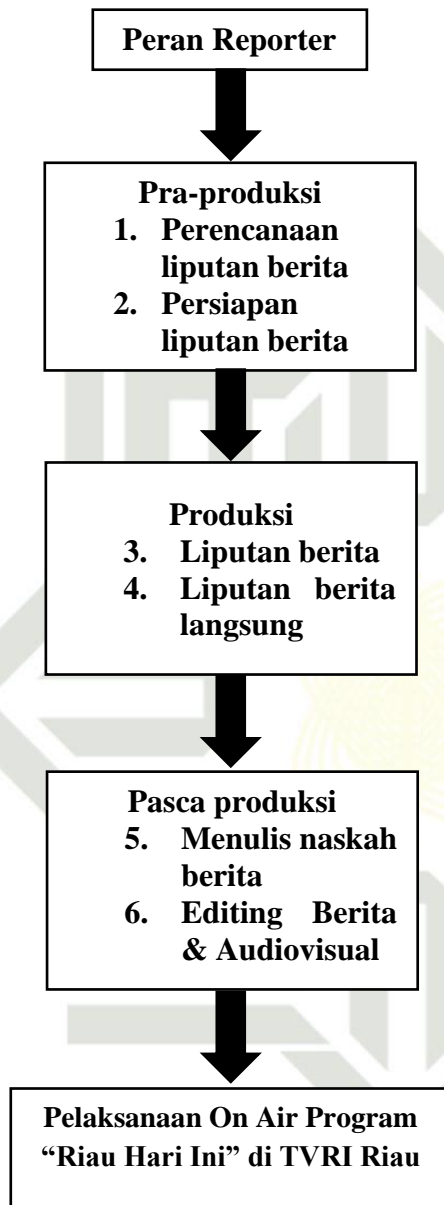 Peran Reporter
Pra-produksi
1. Perencanaan
liputan berita
2. Persiapan
liputan berita
Produksi
3. Liputan berita
4. Liputan berita
langsung
Pasca produksi
5. Menulis naskah
berita
6. Editing Berita
& Audiovisual
Pelaksanaan On Air Program
“Riau Hari Ini” di TVRI Riau